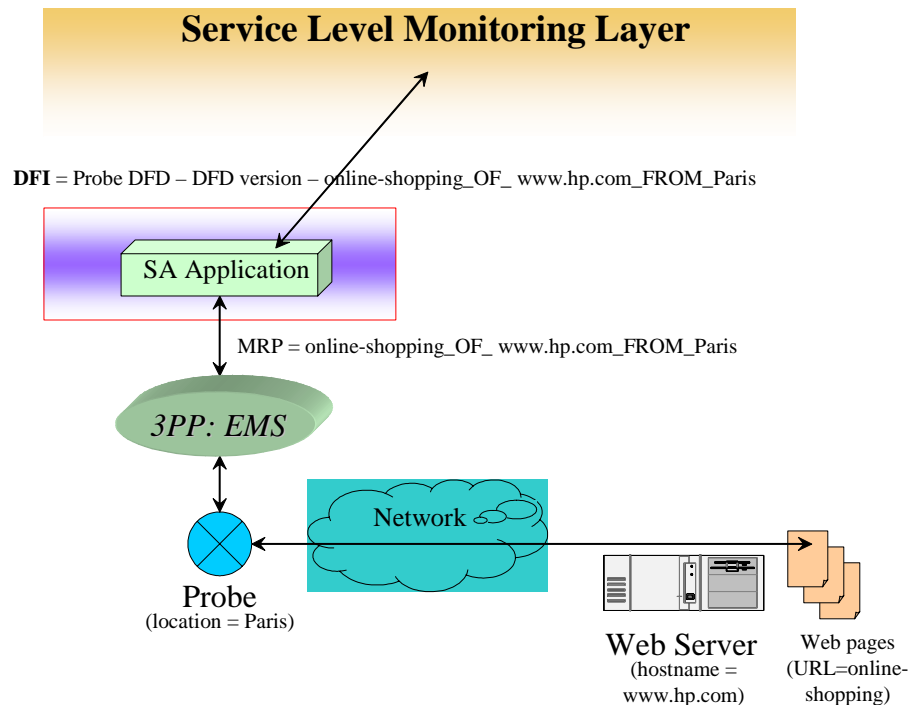 Service Level Monitoring Layer
DFI = Probe DFD – DFD version – online-shopping_OF_ www.hp.com_FROM_Paris
SA Application
MRP = online-shopping_OF_ www.hp.com_FROM_Paris
3PP: EMS
Network
Probe
(location = Paris)
Web Server
(hostname =
www.hp.com)
Web pages
(URL=online-
shopping)